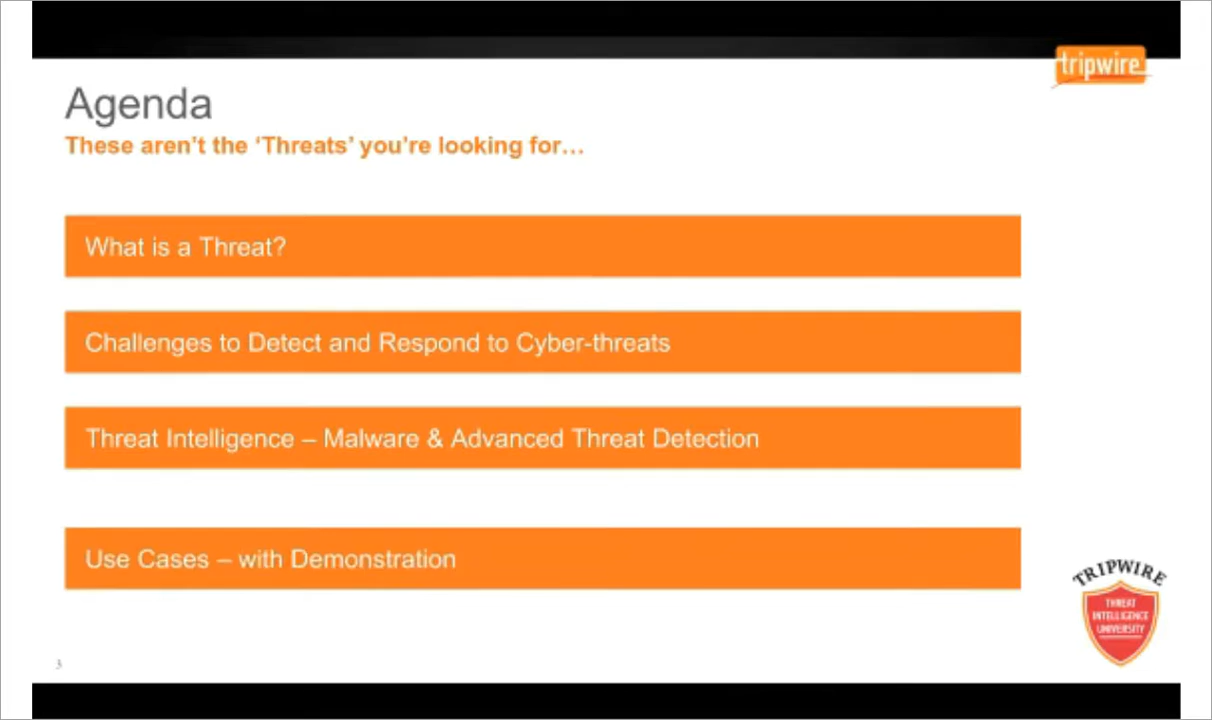 tripwire
Agenda
These aren’t the ‘Threats’ you’re looking for…
What is a Threat?
Challenges to Detect and Respond to Cyber-threats
Threat Intelligence – Malware & Advanced Threat Detection
Use Cases – with Demonstration
TRIPWIRE
THREAT
INTELLIGENCE
UNIVERSITY
3